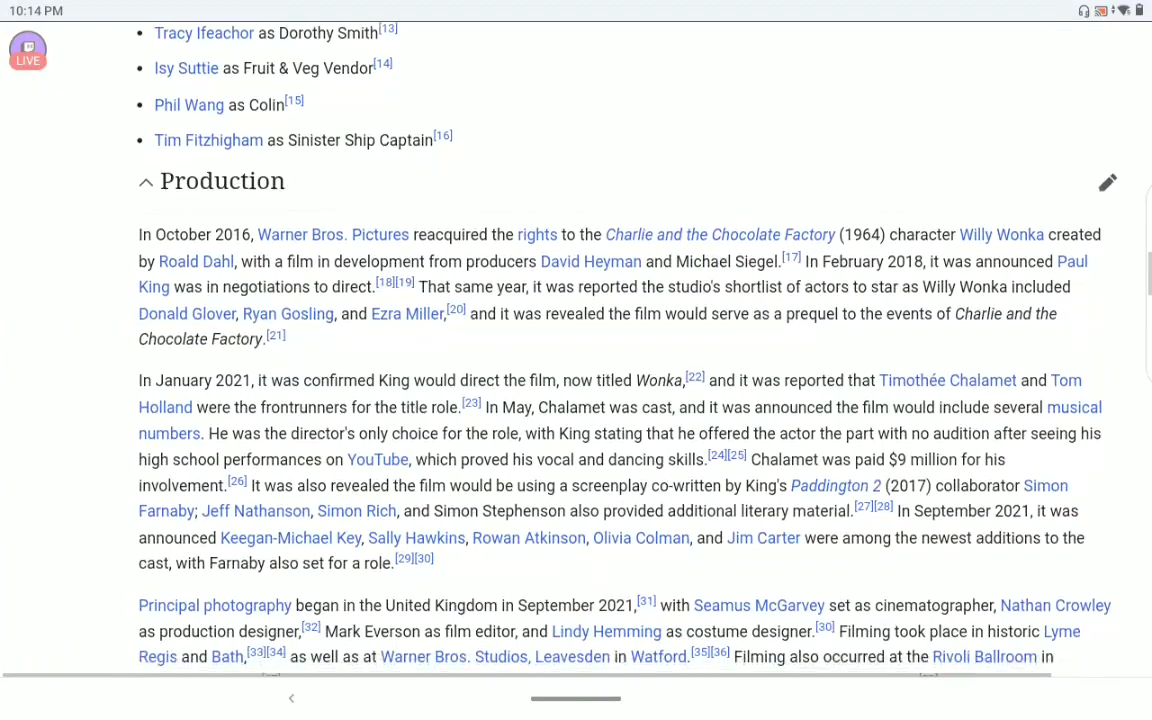 10:14 PM
LIVE
• Tracy Ifeachor as Dorothy Smith[13]
• Isy Suttie as Fruit & Veg Vendor[14]
• Phil Wang as Colin[15]
• Tim Fitzhigham as Sinister Ship Captain[16]
Production
In October 2016, Warner Bros. Pictures reacquired the rights to the Charlie and the Chocolate Factory (1964) character Willy Wonka created
by Roald Dahl, with a film in development from producers David Heyman and Michael Siegel.[17] In February 2018, it was announced Paul
King was in negotiations to direct.[18][19] That same year, it was reported the studio's shortlist of actors to star as Willy Wonka included
Donald Glover, Ryan Gosling, and Ezra Miller,[20] and it was revealed the film would serve as a prequel to the events of Charlie and the
Chocolate Factory.[21]
In January 2021, it was confirmed King would direct the film, now titled Wonka,[22] and it was reported that Timothée Chalamet and Tom
Holland were the frontrunners for the title role.[23] In May, Chalamet was cast, and it was announced the film would include several musical
numbers. He was the director's only choice for the role, with King stating that he offered the actor the part with no audition after seeing his
high school performances on YouTube, which proved his vocal and dancing skills.[24][25] Chalamet was paid $9 million for his
involvement.[26] It was also revealed the film would be using a screenplay co-written by King's Paddington 2 (2017) collaborator Simon
Farnaby; Jeff Nathanson, Simon Rich, and Simon Stephenson also provided additional literary material.[27][28] In September 2021, it was
announced Keegan-Michael Key, Sally Hawkins, Rowan Atkinson, Olivia Colman, and Jim Carter were among the newest additions to the
cast, with Farnaby also set for a role.[29][30]
Principal photography began in the United Kingdom in September 2021,[31] with Seamus McGarvey set as cinematographer, Nathan Crowley
as production designer,[32] Mark Everson as film editor, and Lindy Hemming as costume designer.[30] Filming took place in historic Lyme
Regis and Bath,[33][34] as well as at Warner Bros. Studios, Leavesden in Watford.[35][36] Filming also occurred at the Rivoli Ballroom in